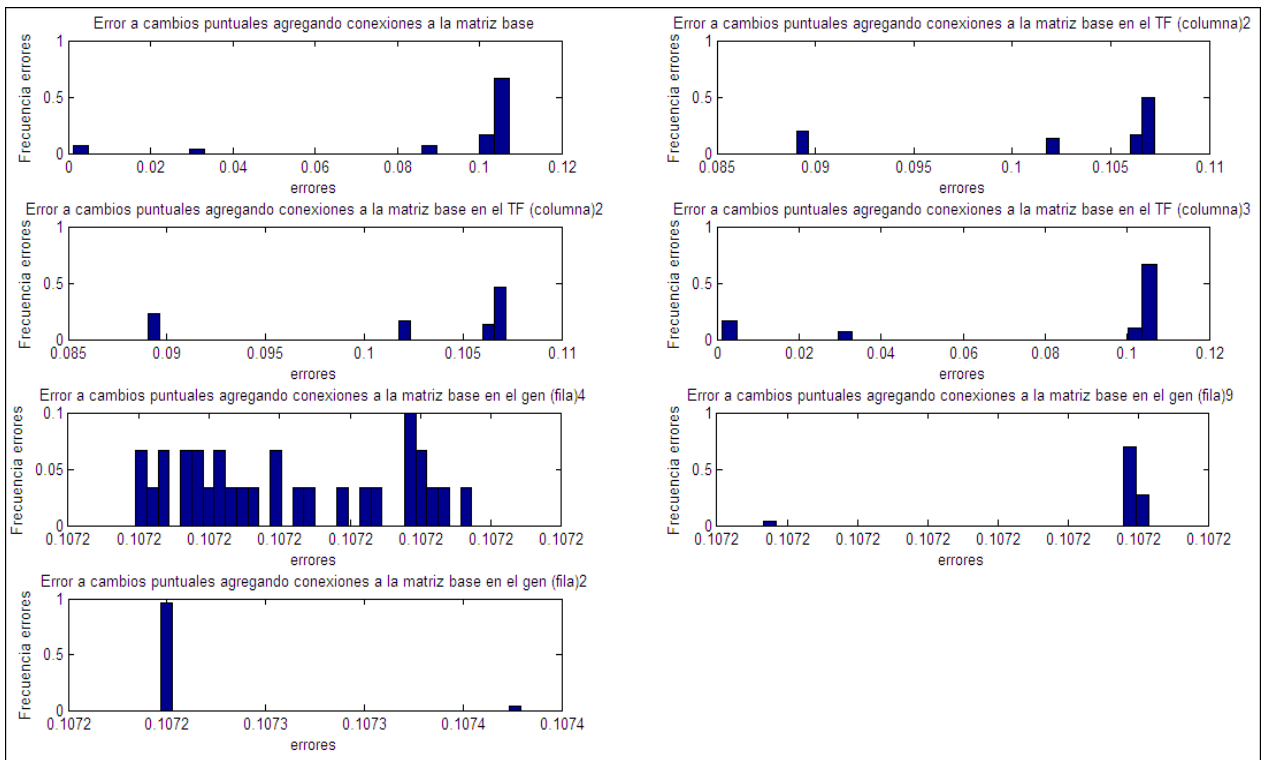 Error a cambios puntuales agregando conexiones a la matriz base
Frecuencia errores
1
0.5
0
0 0.02 0.04 0.06 0.08 0.1 0.12
errores
Error a cambios puntuales agregando conexiones a la matriz base en el TF (columna)2
Frecuencia errores
1
0.5
0
0.085 0.09 0.095 0.1 0.105 0.11
errores
Error a cambios puntuales agregando conexiones a la matriz base en el TF (columna)2
Frecuencia errores
1
0.5
0
0.085 0.09 0.095 0.1 0.105 0.11
errores
Error a cambios puntuales agregando conexiones a la matriz base en el TF (columna)3
Frecuencia errores
1
0.5
0
0 0.02 0.04 0.06 0.08 0.1 0.12
errores
Error a cambios puntuales agregando conexiones a la matriz base en el gen (fila)4
Frecuencia errores
0.1
0.05
0
0.1072 0.1072 0.1072 0.1072 0.1072 0.1072 0.1072 0.1072
errores
Error a cambios puntuales agregando conexiones a la matriz base en el gen (fila)9
Frecuencia errores
1
0.5
0
0.1072 0.1072 0.1072 0.1072 0.1072 0.1072 0.1072 0.1072
errores
Error a cambios puntuales agregando conexiones a la matriz base en el gen (fila)2
Frecuencia errores
1
0.5
0
0.1072 0.1072 0.1073 0.1073 0.1074 0.1074
errores